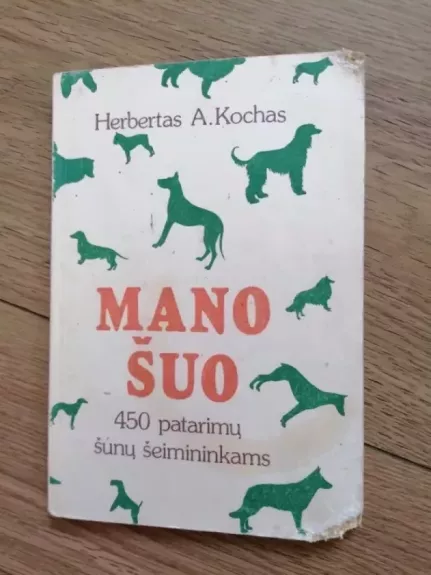 Herbertas A. Kochas
MANO
ŠUO
450 patarimų
šunų šeimininkams